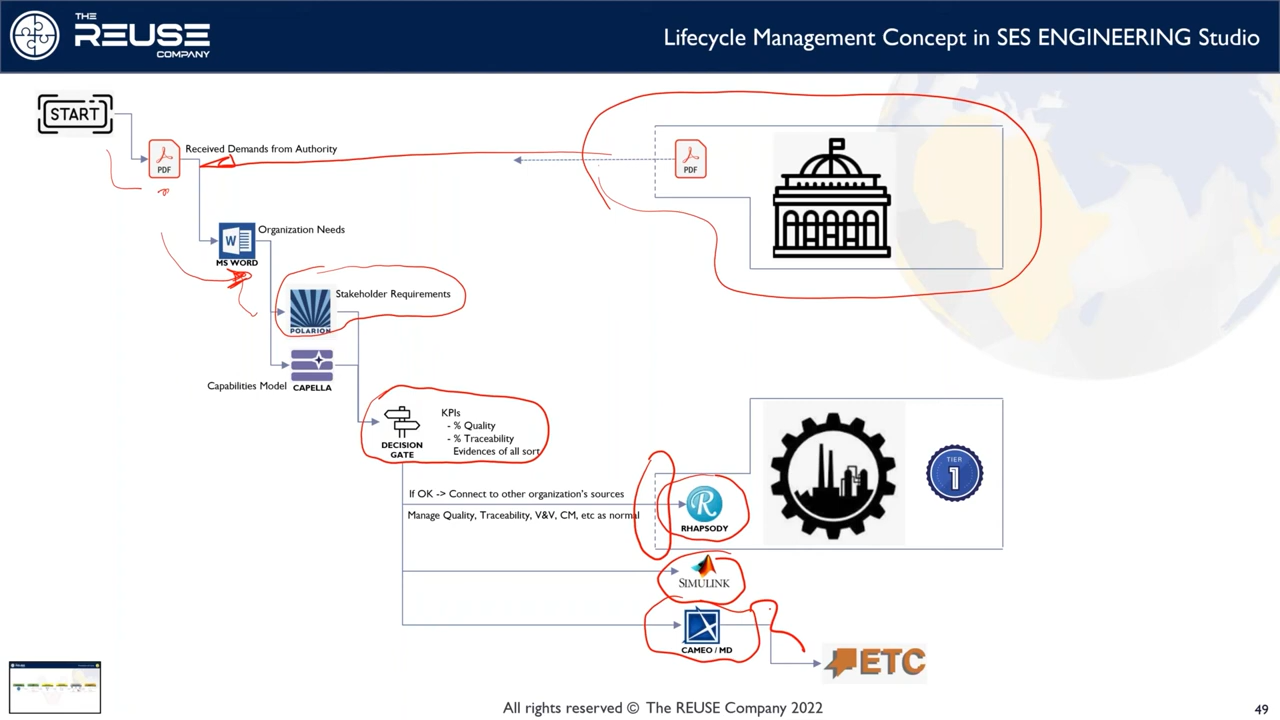 THE
REUSE
COMPANY
Lifecycle Management Concept in SES ENGINEERING Studio
START
PDF
Received Demands from Authority
PDF
Organization Needs
W
MS WORD
Stakeholder Requirements
POLARION
Capabilities Model
CAPELLA
DECISION
GATE
KPIs
- % Quality
- % Traceability
Evidences of all sort
TIER
1
If OK -> Connect to other organization's sources
Manage Quality, Traceability, V&V, CM, etc as normal
R
RHAPSODY
SIMULINK
CAMEO / MD
ETC
All rights reserved © The REUSE Company 2022
49